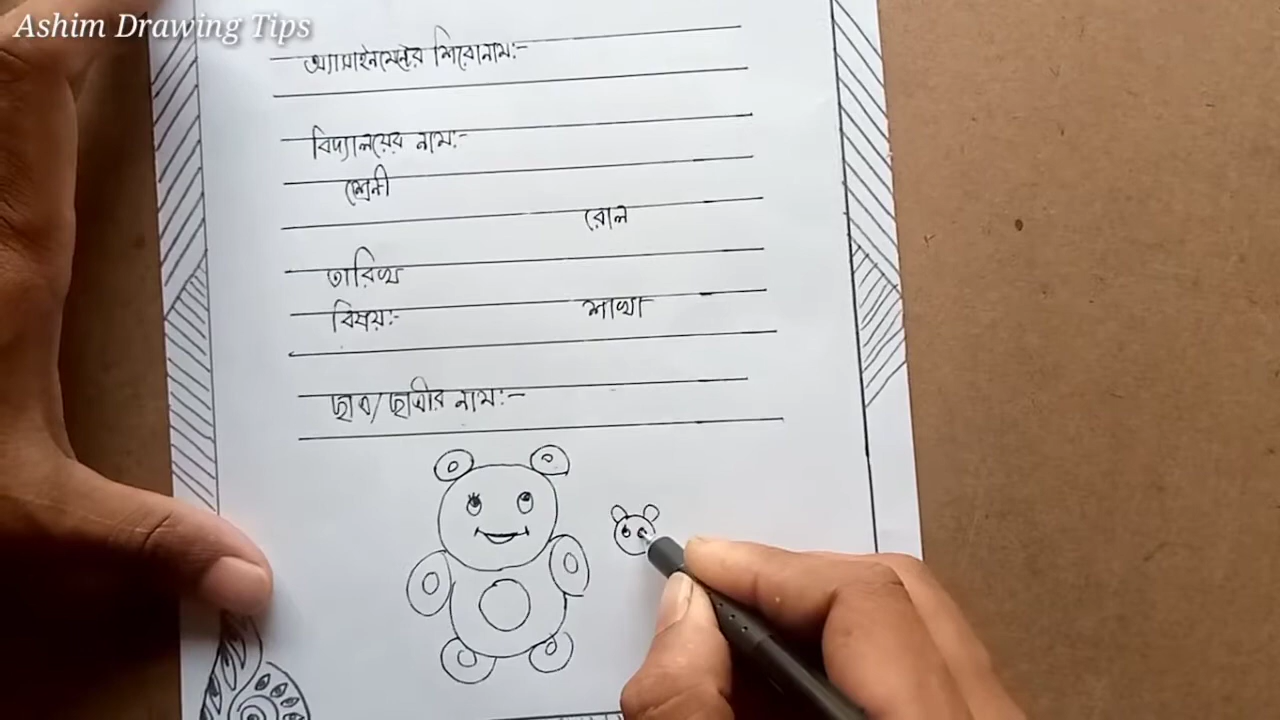 Ashim Drawing Tips
অ্যাসাইনমেন্টের শিরোনাম:-
বিদ্যালয়ের নাম:-
শ্রেনী
রোল
তারিখ
বিষয়:-
শাখা
ছাত্র/ছাত্রীর নাম:-